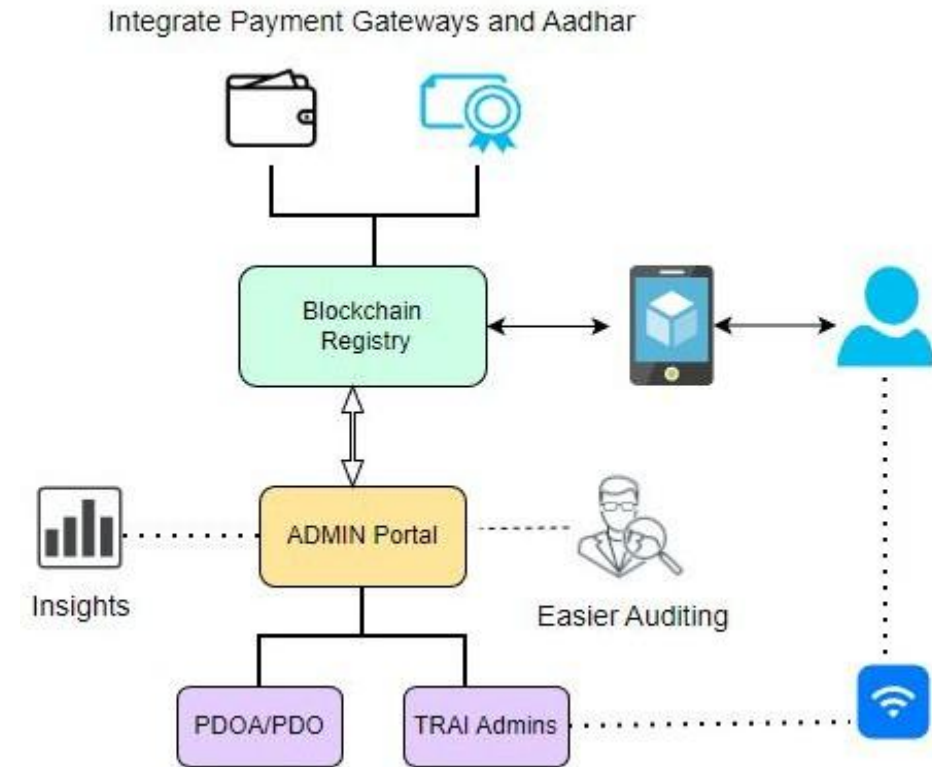 Integrate Payment Gateways and Aadhar
Blockchain
Registry
ADMIN Portal
Insights
Easier Auditing
PDOA/PDO
TRAI Admins